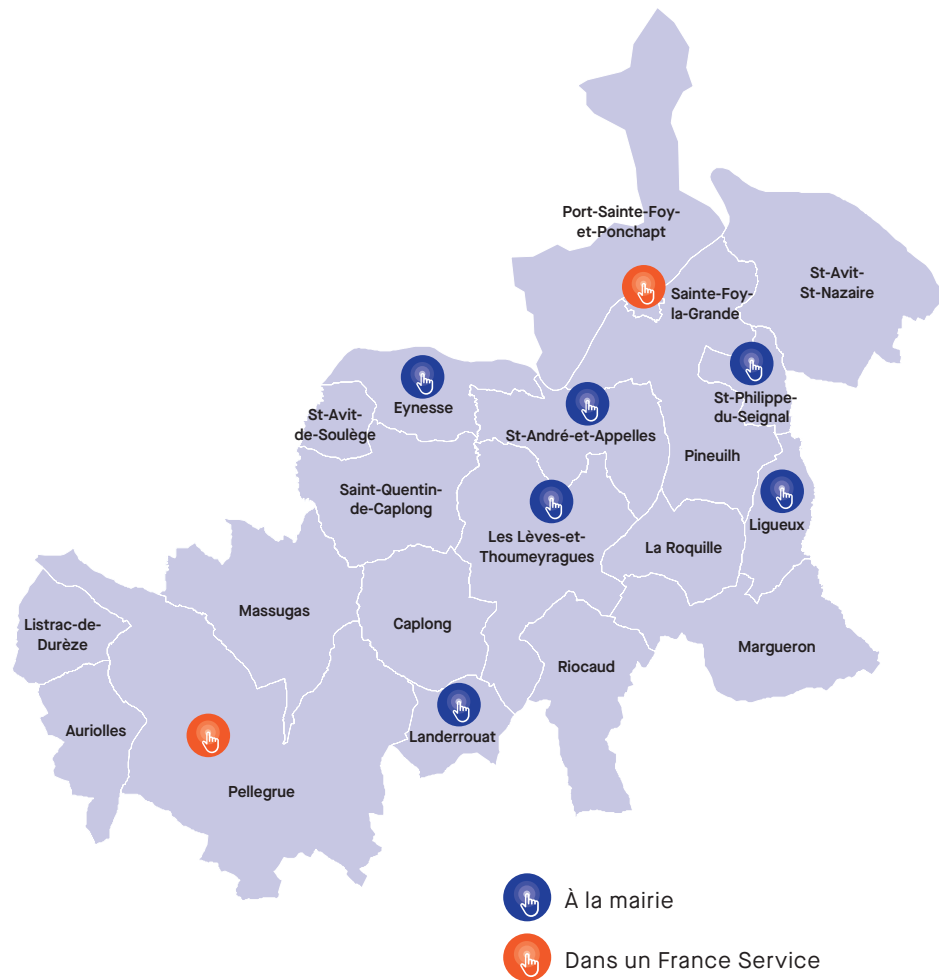 Port-Sainte-Foy-
et-Ponchapt
St-Avit-
St-Nazaire
Sainte-Foy-
la-Grande
St-Philippe-
du-Seignal
Eynesse
St-Avit-
de-Soulège
St-André-et-Appelles
Pineuilh
Saint-Quentin-
de-Caplong
Ligueux
Les Lèves-et-
Thoumeyragues
La Roquille
Massugas
Caplong
Listrac-de-
Durèze
Margueron
Riocaud
Auriolles
Landerrouat
Pellegrue
À la mairie
Dans un France Service